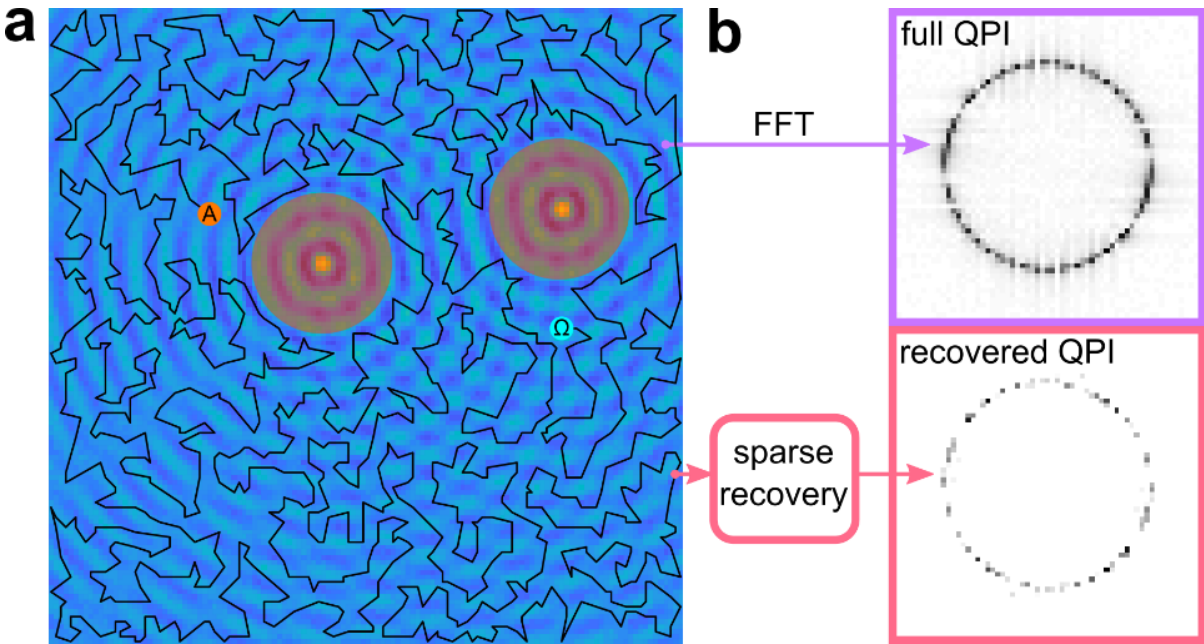 a
b
full QPI
FFT
A
Ω
recovered QPI
sparse
recovery